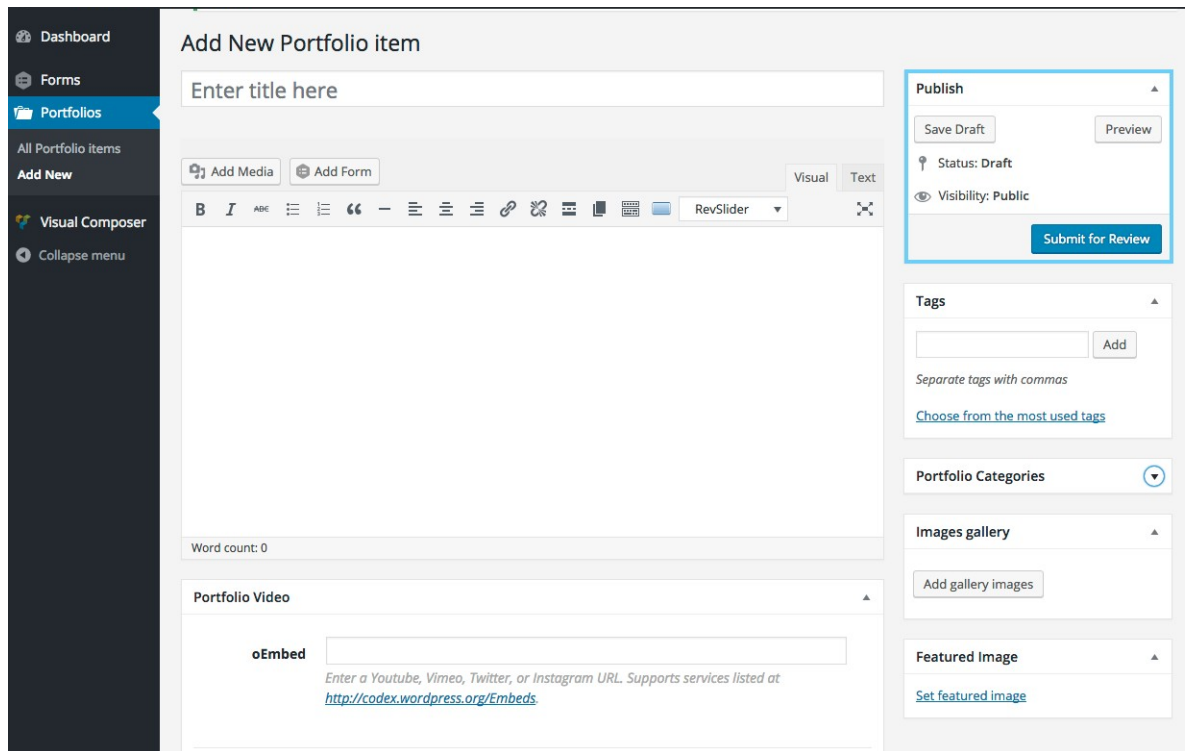 Dashboard
Forms
Portfolios
All Portfolio items
Add New
Visual Composer
Collapse menu
Add New Portfolio item
Enter title here
Add Media
Add Form
Visual
Text
B I ABC RevSlider
Word count: 0
Portfolio Video
oEmbed
Enter a Youtube, Vimeo, Twitter, or Instagram URL. Supports services listed at
http://codex.wordpress.org/Embeds.
Publish
Save Draft
Preview
Status: Draft
Visibility: Public
Submit for Review
Tags
Add
Separate tags with commas
Choose from the most used tags
Portfolio Categories
Images gallery
Add gallery images
Featured Image
Set featured image